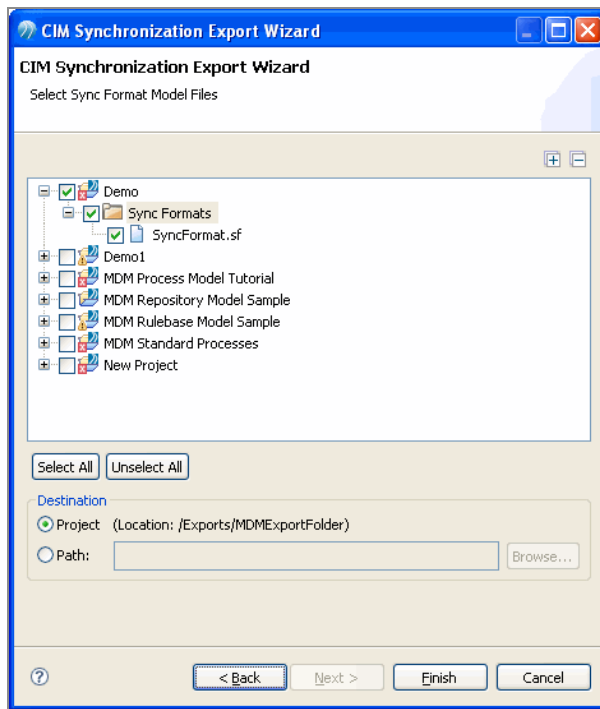 CIM Synchronization Export Wizard
CIM Synchronization Export Wizard
Select Sync Format Model Files
Demo
Sync Formats
SyncFormat.sf
Demo1
MDM Process Model Tutorial
MDM Repository Model Sample
MDM Rulebase Model Sample
MDM Standard Processes
New Project
Select All Unselect All
Destination
Project (Location: /Exports/MDMExportFolder)
Path: Browse...
< Back Next > Finish Cancel